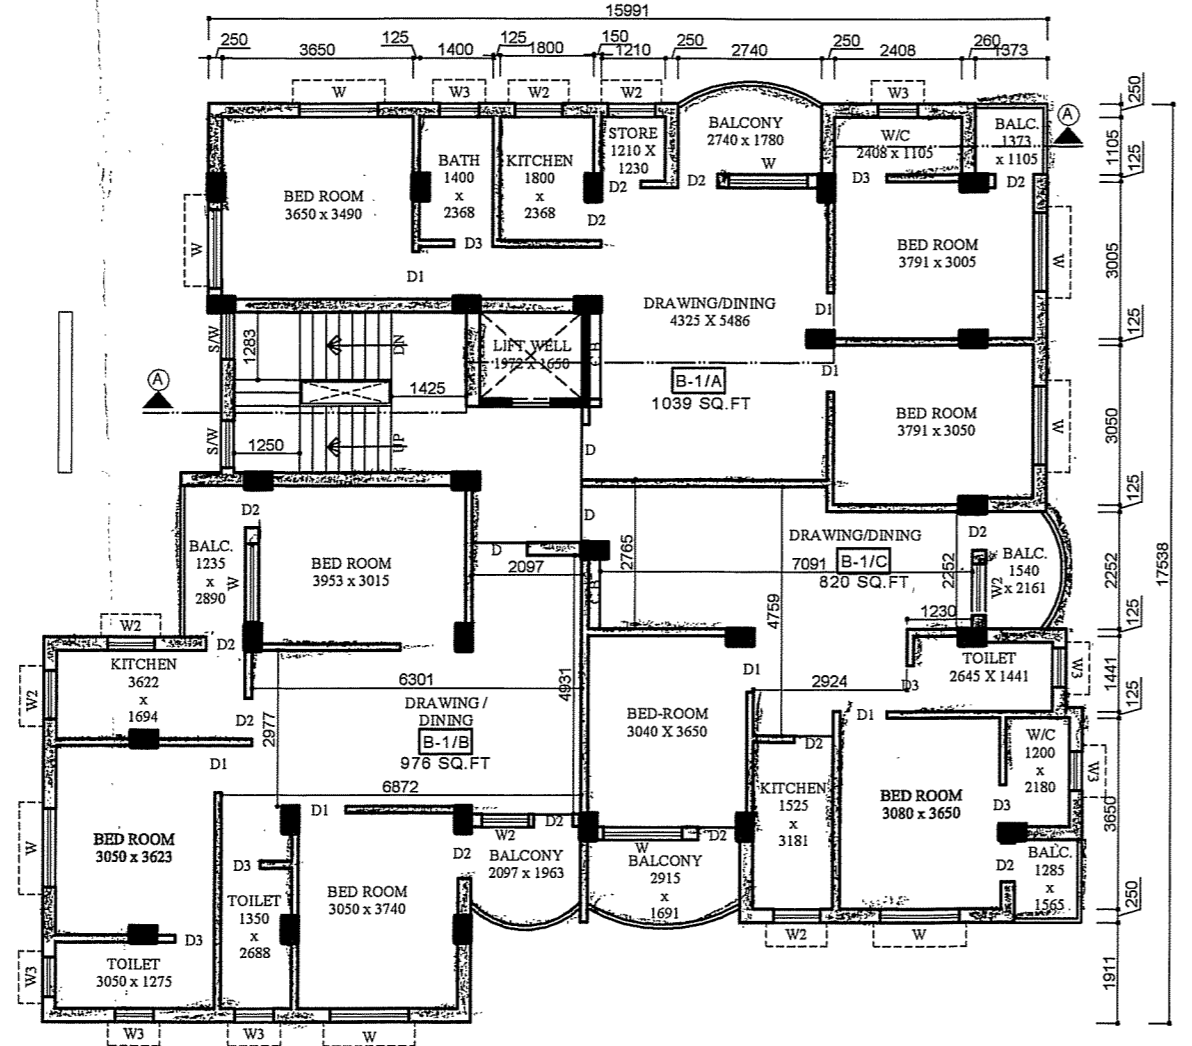 15991
250
3650
125
1400
125
1800
150
1210
250
2740
250
2408
260
1373
W
W3
W2
W2
W3
250
A
STORE
1210 X
1230
BALCONY
2740 x 1780
W
W/C
2408 x 1105
BALC.
1373
x 1105
1105
125
BED ROOM
3650 x 3490
BATH
1400
x
2368
KITCHEN
1800
x
2368
D2
D2
D3
D2
D2
D3
D1
W
BED ROOM
3791 x 3005
W
3005
DRAWING/DINING
4325 X 5486
D1
125
S/W
1283
DN
LIFT WELL
1972 x 1650
C.B
D1
A
1425
B-1/A
1039 SQ.FT
BED ROOM
3791 x 3050
W
3050
S/W
1250
UP
D
125
D2
D
DRAWING/DINING
D2
BALC.
1235
x
2890
W
BED ROOM
3953 x 3015
D
2097
C.B
2765
7091
B-1/C
820 SQ.FT
2252
W2
BALC.
1540
x 2161
2252
17538
4759
1230
125
W2
D2
KITCHEN
3622
x
1694
W2
6301
4931
D1
2924
D3
TOILET
2645 X 1441
W3
1441
DRAWING /
DINING
B-1/B
976 SQ.FT
2977
D2
D1
BED-ROOM
3040 X 3650
D1
D2
125
W/C
1200
x
2180
W3
6872
KITCHEN
1525
x
3181
BED ROOM
3080 x 3650
D3
3650
D1
W
BED ROOM
3050 x 3623
W2
D2
W
D2
D3
D2
BALCONY
2097 x 1963
BALCONY
2915
x
1691
D2
BALC.
1285
x
1565
TOILET
1350
x
2688
BED ROOM
3050 x 3740
250
D3
W2
W
TOILET
3050 x 1275
W3
1911
W3
W3
W